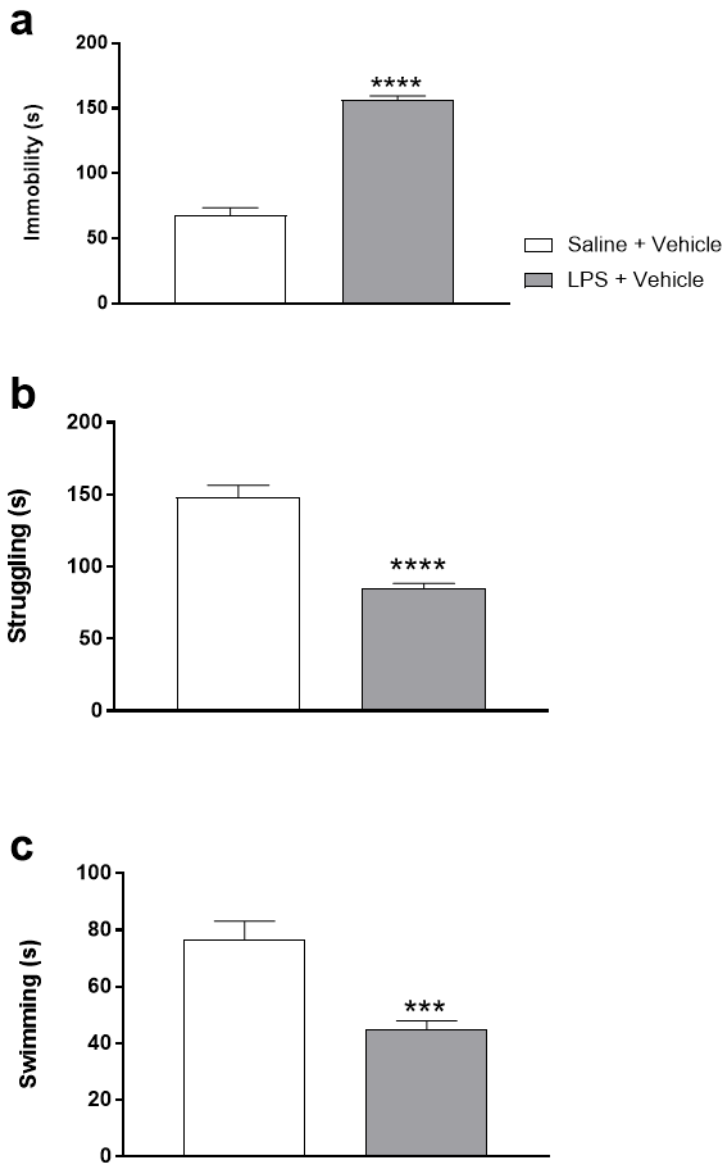 a
Immobility (s)
200
150
100
50
0
****
Saline + Vehicle
LPS + Vehicle
b
Struggling (s)
200
150
100
50
0
****
c
Swimming (s)
100
80
60
40
20
0
***